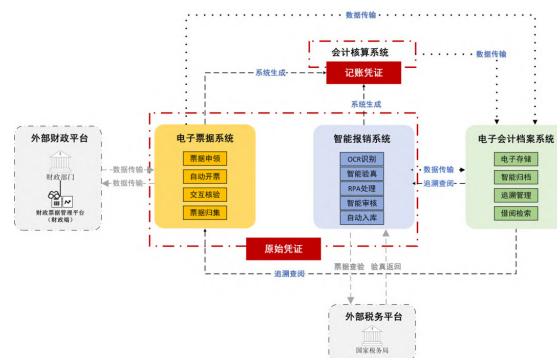 数据传输
会计核算系统
记账凭证
数据传输
系统生成
系统生成
外部财政平台
财政部门
财政票据管理平台
(财政端)
数据传输
数据传输
电子票据系统
票据申领
自动开票
交互核验
票据归集
智能报销系统
OCR识别
智能验真
RPA处理
智能审核
自动入库
数据传输
追溯查阅
电子会计档案系统
电子存储
智能归档
追溯管理
借阅检索
原始凭证
票据查验
验真返回
追溯查阅
外部税务平台
国家税务局